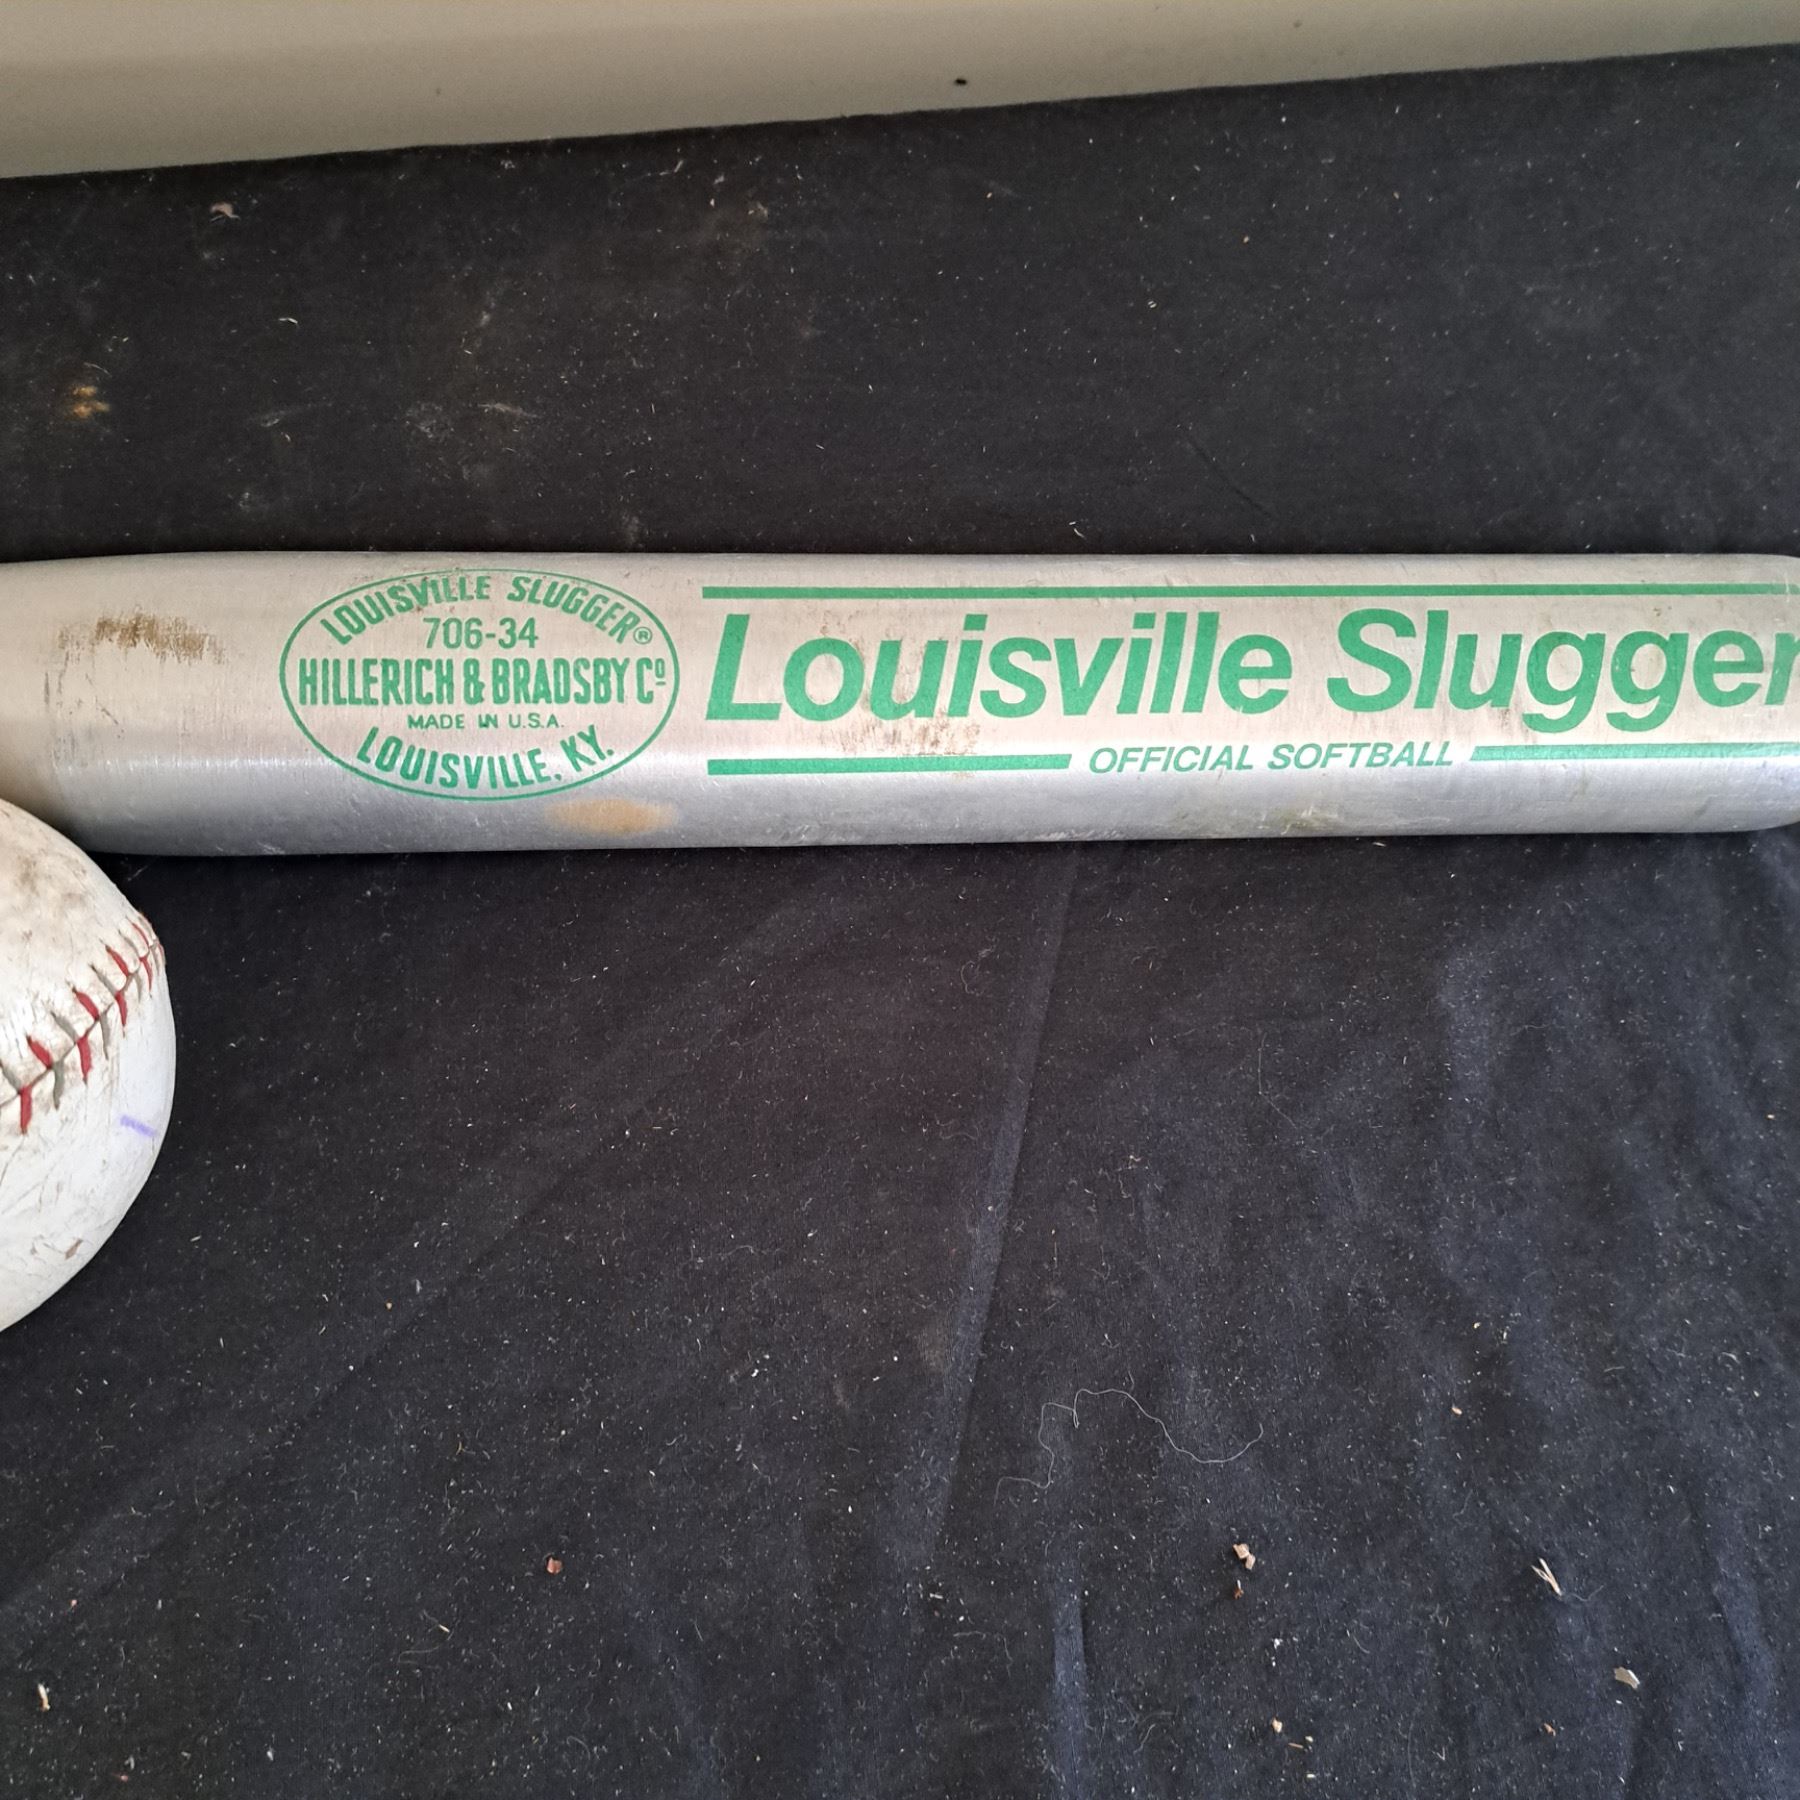 LOUISVILLE SLUGGER®
706-34
HILLERICH & BRADSBY Cº
MADE IN U.S.A.
LOUISVILLE, KY.
Louisville Slugger
OFFICIAL SOFTBALL